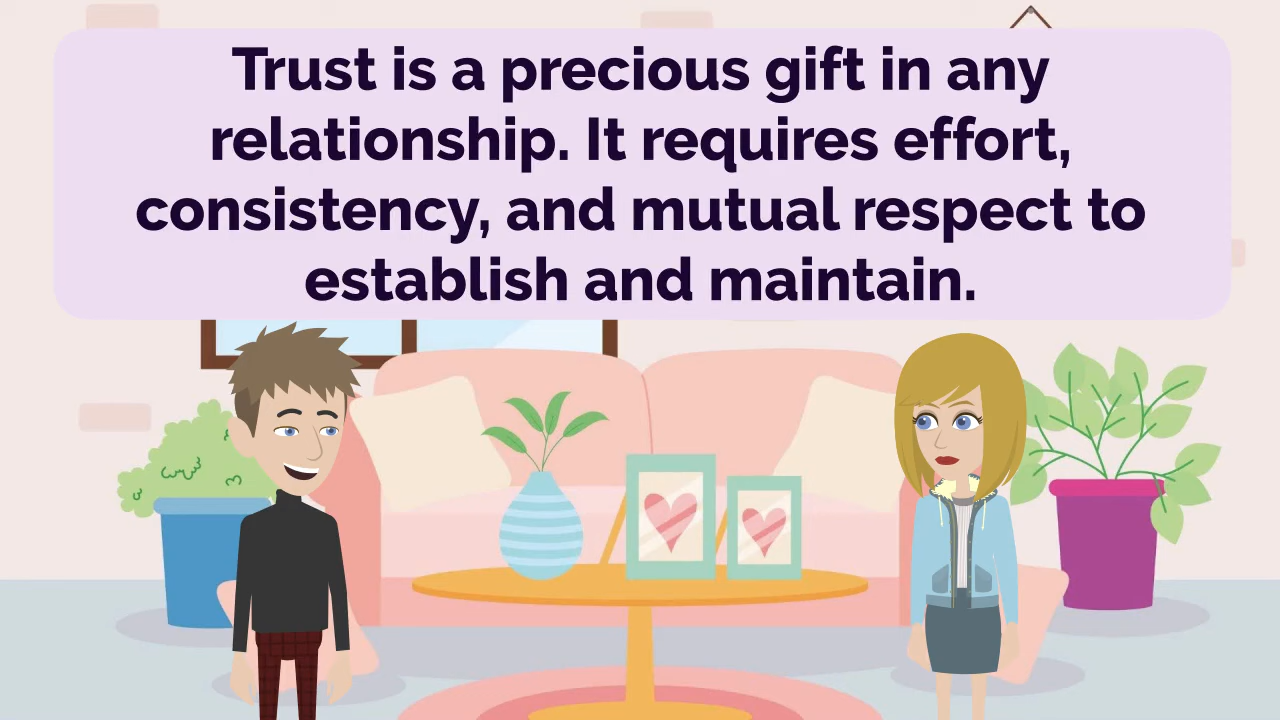 Trust is a precious gift in any
relationship. It requires effort,
consistency, and mutual respect to
establish and maintain.